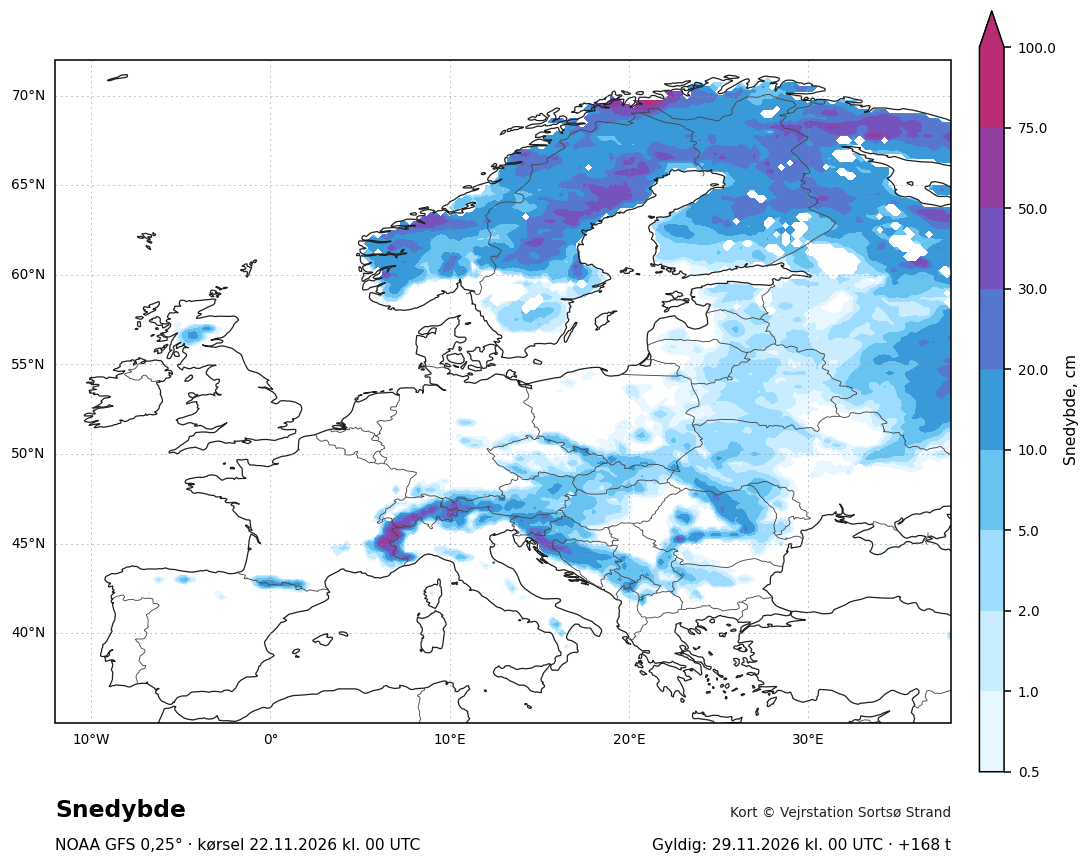 100.0
75.0
50.0
30.0
20.0
10.0
5.0
2.0
1.0
0.5
Snedybde, cm
70°N
65°N
60°N
55°N
50°N
45°N
40°N
10°W 0° 10°E 20°E 30°E
Snedybde
Kort © Vejrstation Sortsø Strand
NOAA GFS 0,25° · kørsel 22.11.2026 kl. 00 UTC
Gyldig: 29.11.2026 kl. 00 UTC · +168 t